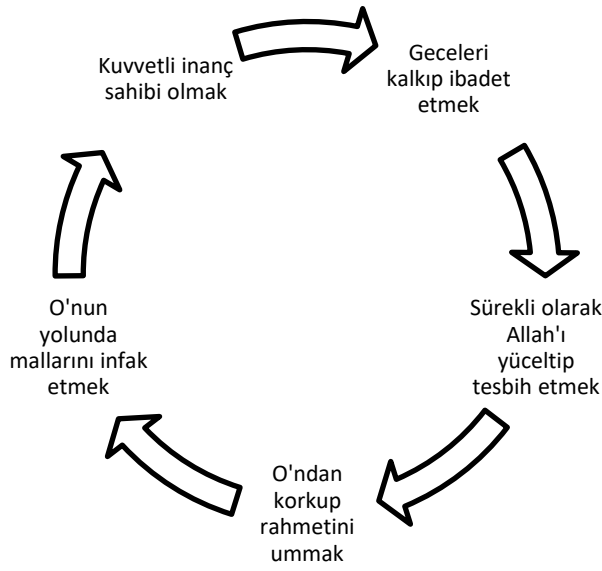 Kuvvetli inanç
sahibi olmak
Geceleri
kalkıp ibadet
etmek
Sürekli olarak
Allah'ı
yüceltip
tesbih etmek
O'ndan
korkup
rahmetini
ummak
O'nun
yolunda
mallarını infak
etmek